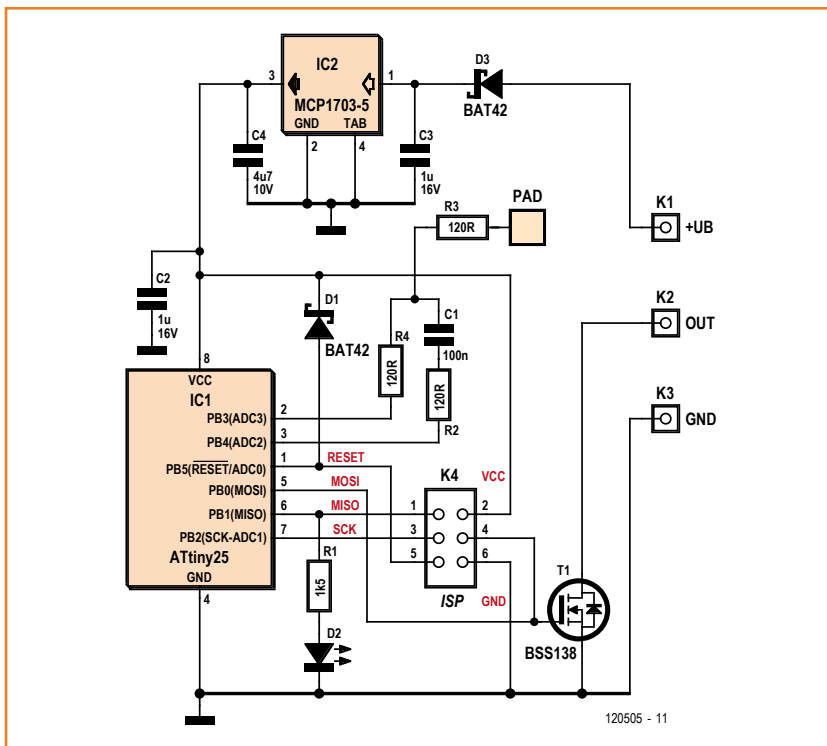 IC2
MCP1703-5
GND TAB
3
1
2
4
D3
BAT42
C4
4u7
10V
C3
1u
16V
R3
120R
PAD
K1
+UB
C2
1u
16V
D1
BAT42
C1
100n
R4
120R
120R
R2
K2
OUT
K3
GND
8
VCC
IC1
PB3(ADC3)
2
PB4(ADC2)
3
PB5(RESET/ADC0)
1
RESET
PB0(MOSI)
5
MOSI
PB1(MISO)
6
MISO
PB2(SCK-ADC1)
7
SCK
ATtiny25
GND
4
K4
VCC
1
2
3
4
5
6
ISP
GND
R1
1k5
D2
T1
BSS138
120505 - 11